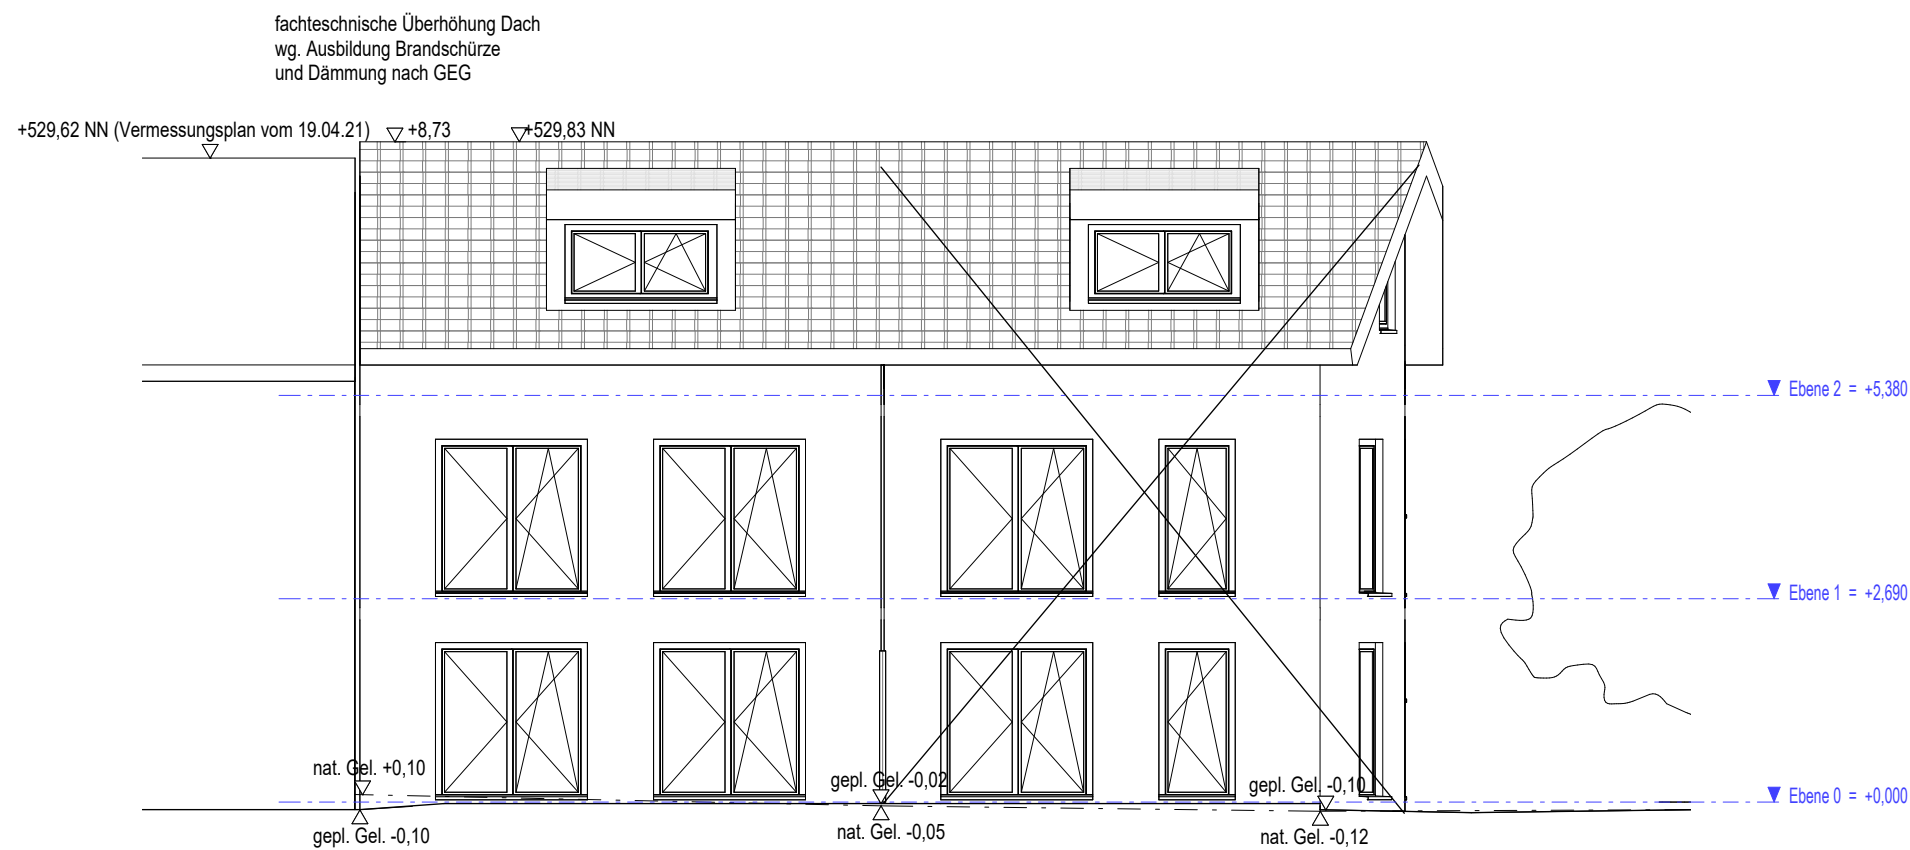 fachteschnische Überhöhung Dach
wg. Ausbildung Brandschürze
und Dämmung nach GEG
+529,62 NN (Vermessungsplan vom 19.04.21)
+8,73
+529,83 NN
Ebene 2 = +5,380
Ebene 1 = +2,690
nat. Gel. +0,10
gepl. Gel. -0,02
gepl. Gel. -0,10
Ebene 0 = +0,000
gepl. Gel. -0,10
nat. Gel. -0,05
nat. Gel. -0,12